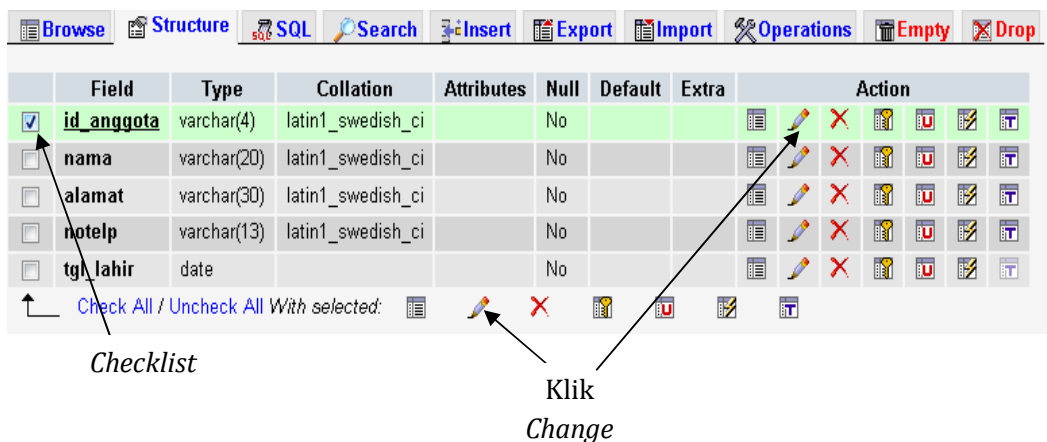 Browse Structure SQL Search Insert Export Import Operations Empty Drop
Field Type Collation Attributes Null Default Extra Action
id_anggota varchar(4) latin1_swedish_ci No
nama varchar(20) latin1_swedish_ci No
alamat varchar(30) latin1_swedish_ci No
notelp varchar(13) latin1_swedish_ci No
tgl_lahir date No
Check All / Uncheck All With selected:
Checklist
Klik
Change